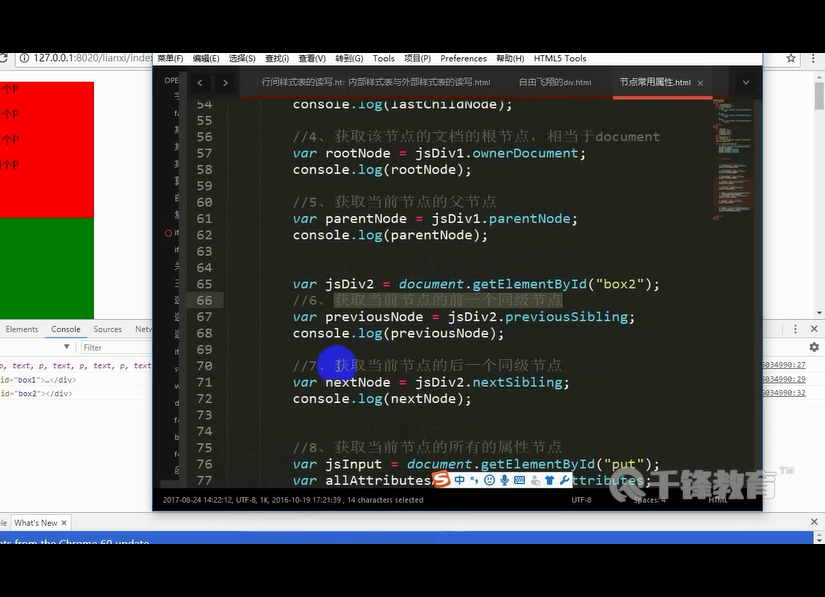 127.0.0.1:8020/lianxi/index
菜单(F) 编辑(E) 选择(S) 查找(i) 查看(V) 转到(G) Tools 项目(P) Preferences 帮助(H) HTML5 Tools
行间样式表的读写.ht 内部样式表与外部样式表的读写.html 自由飞翔的div.html 节点常用属性.html ×
54 console.log(lastChildNode);
55
56 //4、获取该节点的文档的根节点，相当于document
57 var rootNode = jsDiv1.ownerDocument;
58 console.log(rootNode);
59
60 //5、获取当前节点的父节点
61 var parentNode = jsDiv1.parentNode;
62 console.log(parentNode);
63
64
65 var jsDiv2 = document.getElementById("box2");
66 //6、获取当前节点的前一个同级节点
67 var previousNode = jsDiv2.previousSibling;
68 console.log(previousNode);
69
70 //7、获取当前节点的后一个同级节点
71 var nextNode = jsDiv2.nextSibling;
72 console.log(nextNode);
73
74
75 //8、获取当前节点的所有的属性节点
76 var jsInput = document.getElementById("put");
77 var allAttributes ttributes;
Elements Console Sources Netw
Filter
p, text, p, text, p, text, p, text
id="box1">…</div>
id="box2"></div>
6034990:27
6034990:29
6034990:32
中
千锋教育 TM
2017-08-24 14:22:12, UTF-8, 1K, 2016-10-19 17:21:39 , 14 characters selected UTF-8 Spaces: 4 HTML
What's New ×
ts from the Chrome 60 update